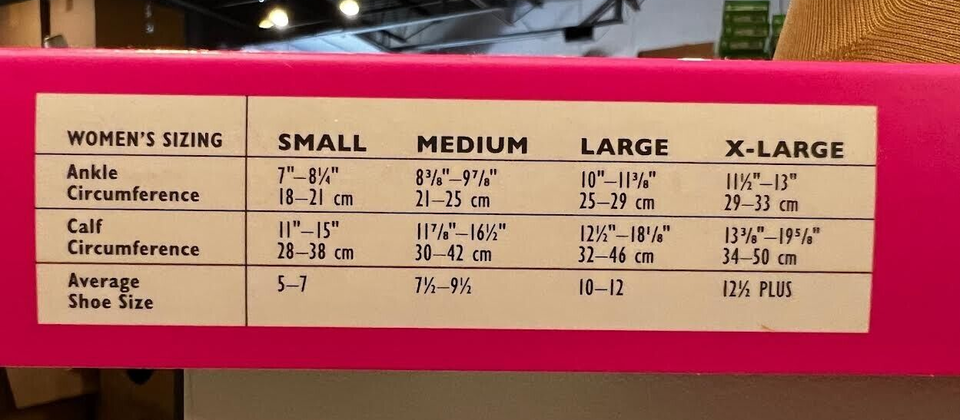 WOMEN'S SIZING SMALL MEDIUM LARGE X-LARGE
Ankle Circumference 7"–8¼" 8⅜"–9⅞" 10"–11⅜" 11½"–13"
18–21 cm 21–25 cm 25–29 cm 29–33 cm
Calf Circumference 11"–15" 11⅞"–16½" 12½"–18⅛" 13⅜"–19⅝"
28–38 cm 30–42 cm 32–46 cm 34–50 cm
Average Shoe Size 5–7 7½–9½ 10–12 12½ PLUS